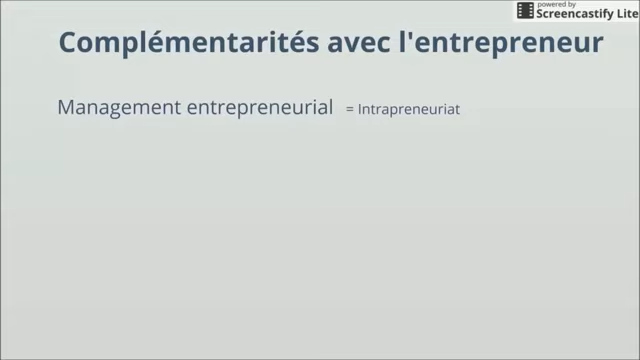 powered by
Screencastify Lite
Complémentarités avec l'entrepreneur
Management entrepreneurial = Intrapreneuriat